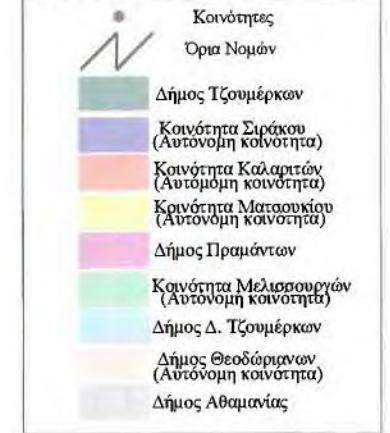 Κοινότητες
Όρια Νομών
Δήμος Τζουμέρκων
Κοινότητα Σιράκου
(Αυτόνομη κοινότητα)
Κοινότητα Καλαριτών
(Αυτόμομη κοινότητα)
Κοινότητα Ματσουκίου
(Αυτόνομη κοινότητα)
Δήμος Πραμάντων
Κοινότητα Μελισσουργών
(Αυτόνομη κοινότητα)
Δήμος Δ. Τζουμέρκων
Δήμος Θεοδώριανων
(Αυτόνομη κοινότητα)
Δήμος Αθαμανίας